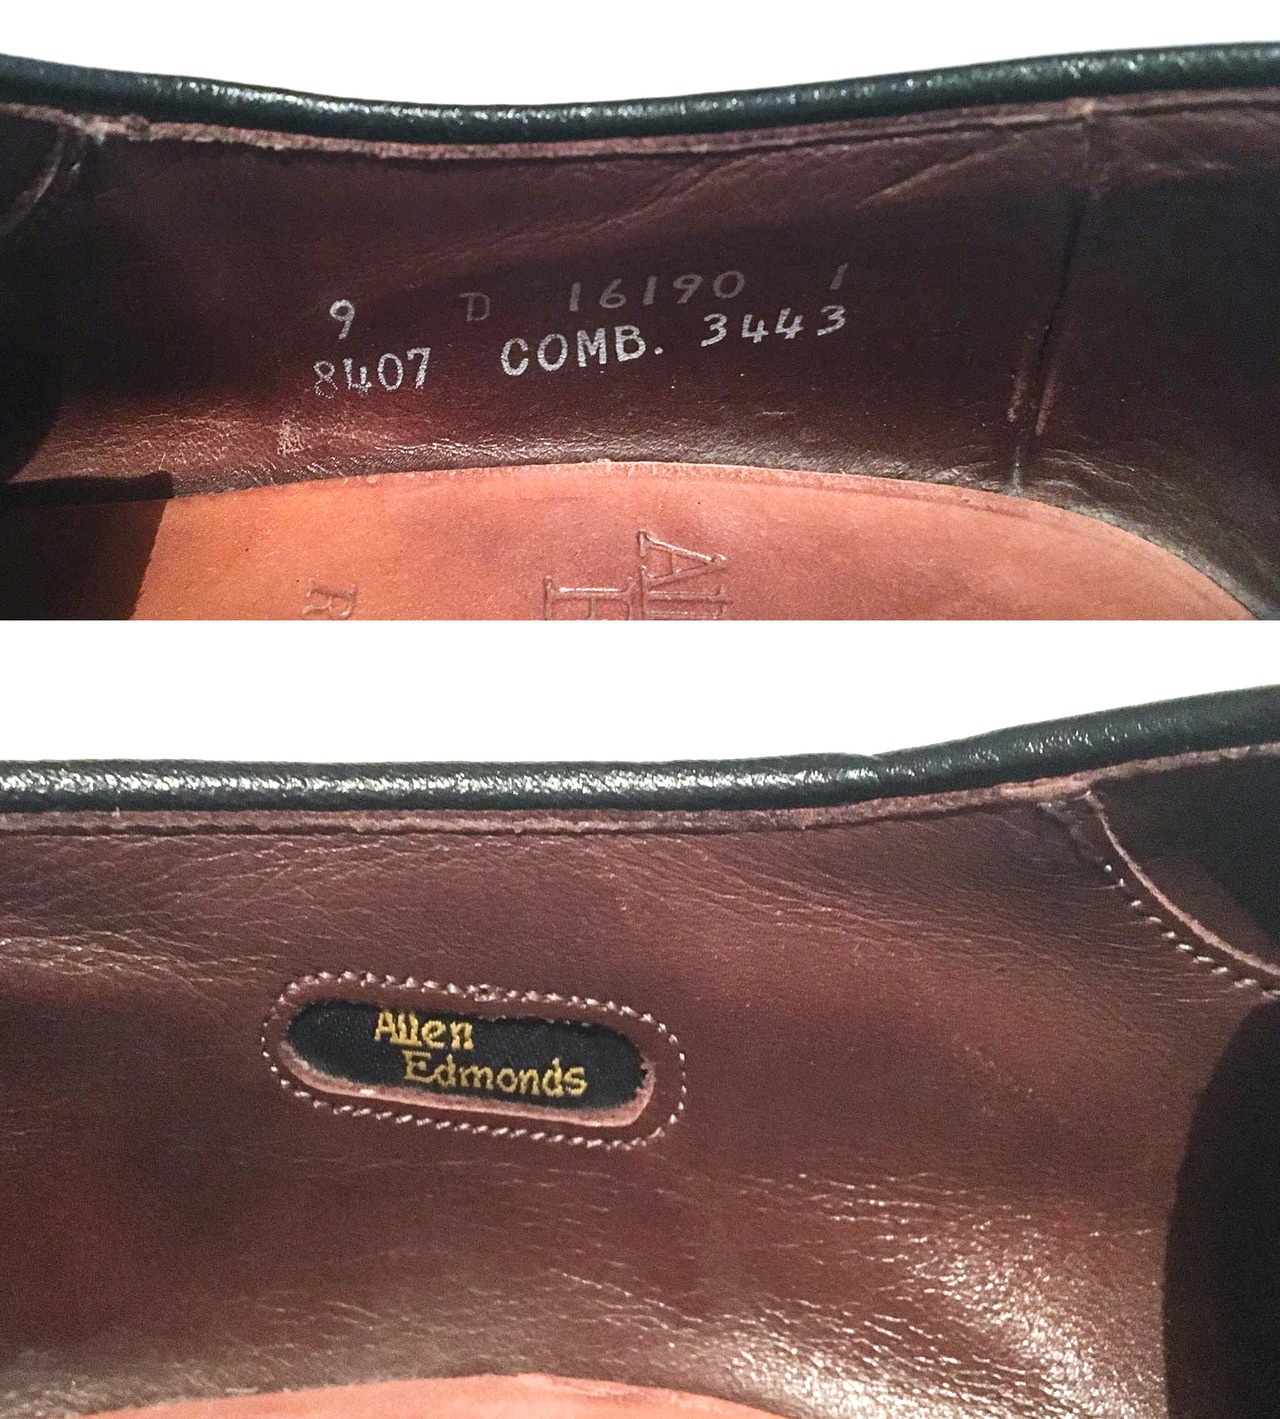 9 D 16190 1
8407 COMB. 3443
R
Allen
Edmonds